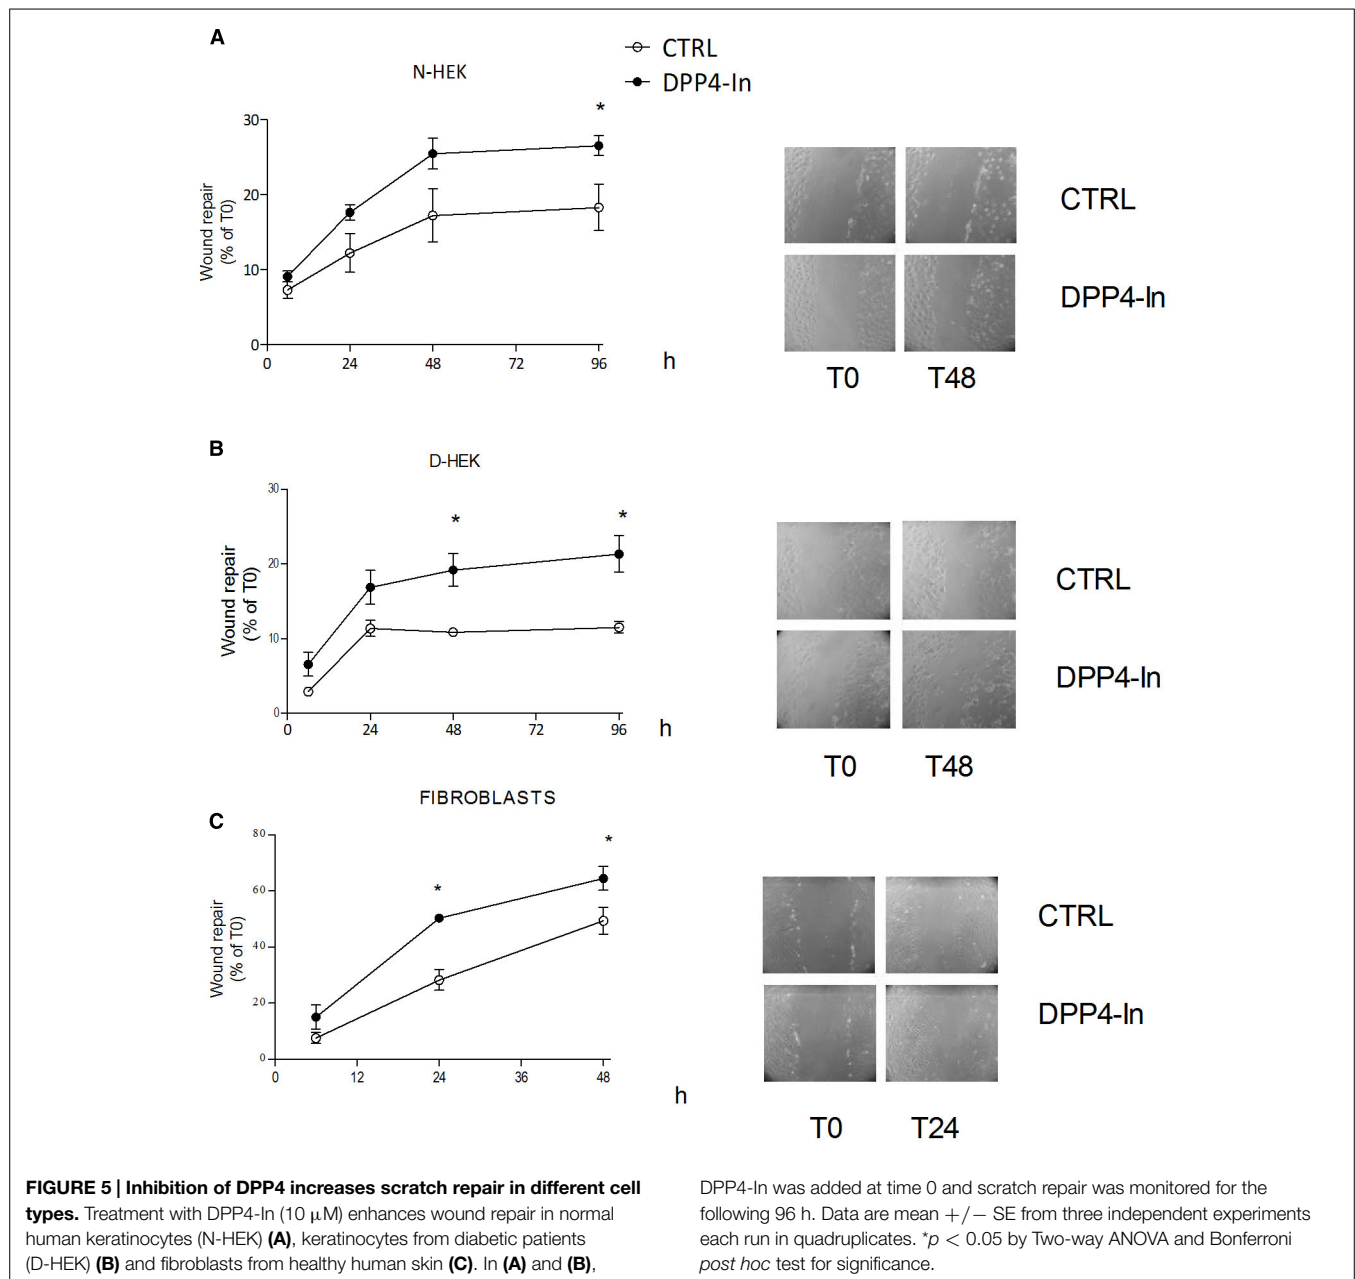 A
CTRL
DPP4-In
N-HEK
*
30
20
10
0
Wound repair
(% of T0)
0 24 48 72 96
h
CTRL
DPP4-In
T0 T48
B
D-HEK
* *
30
20
10
0
Wound repair
(% of T0)
0 24 48 72 96
h
CTRL
DPP4-In
T0 T48
C
FIBROBLASTS
* *
80
60
40
20
0
Wound repair
(% of T0)
0 12 24 36 48
h
CTRL
DPP4-In
T0 T24
FIGURE 5 | Inhibition of DPP4 increases scratch repair in different cell
types. Treatment with DPP4-In (10 μM) enhances wound repair in normal
human keratinocytes (N-HEK) (A), keratinocytes from diabetic patients
(D-HEK) (B) and fibroblasts from healthy human skin (C). In (A) and (B),
DPP4-In was added at time 0 and scratch repair was monitored for the
following 96 h. Data are mean +/− SE from three independent experiments
each run in quadruplicates. *p < 0.05 by Two-way ANOVA and Bonferroni
post hoc test for significance.